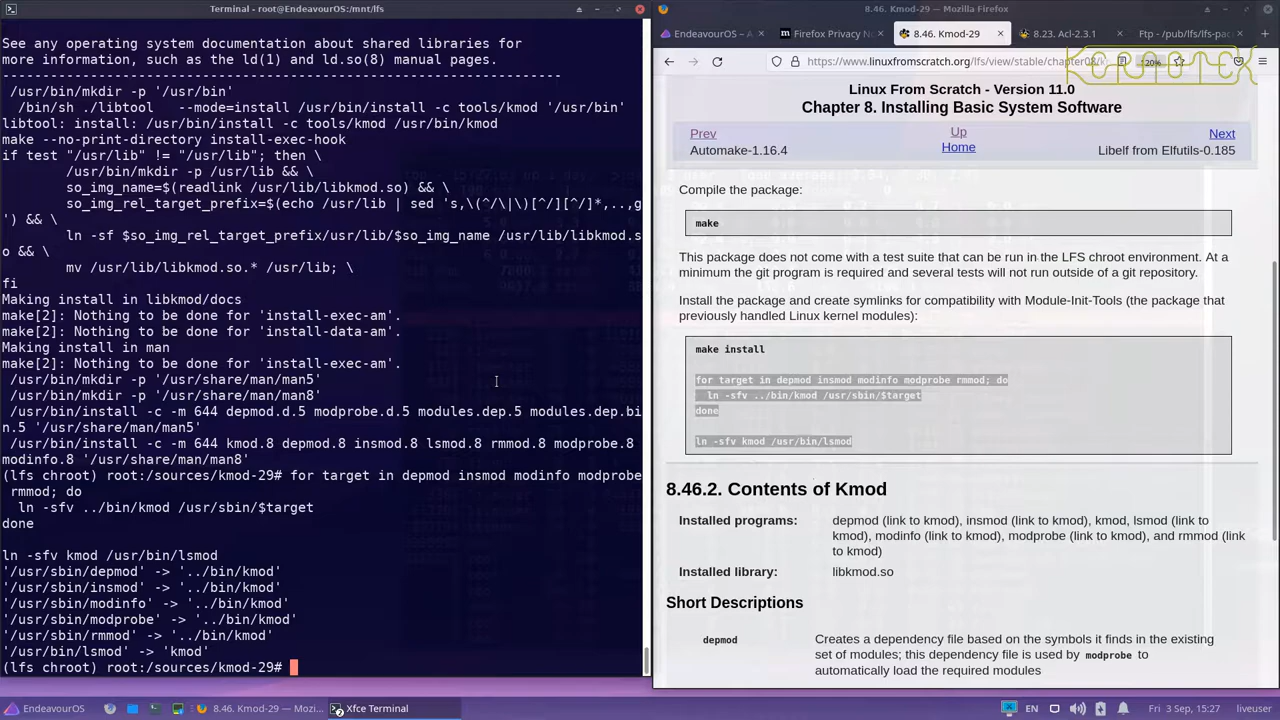 Terminal - root@EndeavourOS:/mnt/lfs
See any operating system documentation about shared libraries for
more information, such as the ld(1) and ld.so(8) manual pages.
----------------------------------------------------------------------
/usr/bin/mkdir -p '/usr/bin'
/bin/sh ./libtool   --mode=install /usr/bin/install -c tools/kmod '/usr/bin'
libtool: install: /usr/bin/install -c tools/kmod /usr/bin/kmod
make --no-print-directory install-exec-hook
if test "/usr/lib" != "/usr/lib"; then \
/usr/bin/mkdir -p /usr/lib && \
so_img_name=$(readlink /usr/lib/libkmod.so) && \
so_img_rel_target_prefix=$(echo /usr/lib | sed 's,\(^/\|\)[^/][^/]*,..,g
') && \
ln -sf $so_img_rel_target_prefix/usr/lib/$so_img_name /usr/lib/libkmod.s
o && \
mv /usr/lib/libkmod.so.* /usr/lib; \
fi
Making install in libkmod/docs
make[2]: Nothing to be done for 'install-exec-am'.
make[2]: Nothing to be done for 'install-data-am'.
Making install in man
make[2]: Nothing to be done for 'install-exec-am'.
/usr/bin/mkdir -p '/usr/share/man/man5'
/usr/bin/mkdir -p '/usr/share/man/man8'
/usr/bin/install -c -m 644 depmod.d.5 modprobe.d.5 modules.dep.5 modules.dep.bi
n.5 '/usr/share/man/man5'
/usr/bin/install -c -m 644 kmod.8 depmod.8 insmod.8 lsmod.8 rmmod.8 modprobe.8
modinfo.8 '/usr/share/man/man8'
(lfs chroot) root:/sources/kmod-29# for target in depmod insmod modinfo modprobe
rmmod; do
ln -sfv ../bin/kmod /usr/sbin/$target
done
ln -sfv kmod /usr/bin/lsmod
'/usr/sbin/depmod' -> '../bin/kmod'
'/usr/sbin/insmod' -> '../bin/kmod'
'/usr/sbin/modinfo' -> '../bin/kmod'
'/usr/sbin/modprobe' -> '../bin/kmod'
'/usr/sbin/rmmod' -> '../bin/kmod'
'/usr/bin/lsmod' -> 'kmod'
(lfs chroot) root:/sources/kmod-29#
8.46. Kmod-29 — Mozilla Firefox
EndeavourOS – A
Firefox Privacy No
8.46. Kmod-29
8.23. Acl-2.3.1
Ftp - pub/lfs/lfs-pac
https://www.linuxfromscratch.org/lfs/view/stable/chapter08/k
120%
Linux From Scratch - Version 11.0
Chapter 8. Installing Basic System Software
Prev
Up
Next
Automake-1.16.4
Home
Libelf from Elfutils-0.185
Compile the package:
make
This package does not come with a test suite that can be run in the LFS chroot environment. At a
minimum the git program is required and several tests will not run outside of a git repository.
Install the package and create symlinks for compatibility with Module-Init-Tools (the package that
previously handled Linux kernel modules):
make install
for target in depmod insmod modinfo modprobe rmmod; do
ln -sfv ../bin/kmod /usr/sbin/$target
done
ln -sfv kmod /usr/bin/lsmod
8.46.2. Contents of Kmod
Installed programs:
depmod (link to kmod), insmod (link to kmod), kmod, lsmod (link to
kmod), modinfo (link to kmod), modprobe (link to kmod), and rmmod (link
to kmod)
Installed library:
libkmod.so
Short Descriptions
depmod
Creates a dependency file based on the symbols it finds in the existing
set of modules; this dependency file is used by modprobe to
automatically load the required modules
EndeavourOS
8.46. Kmod-29 — Mozi...
Xfce Terminal
EN
Fri 3 Sep, 15:27
liveuser